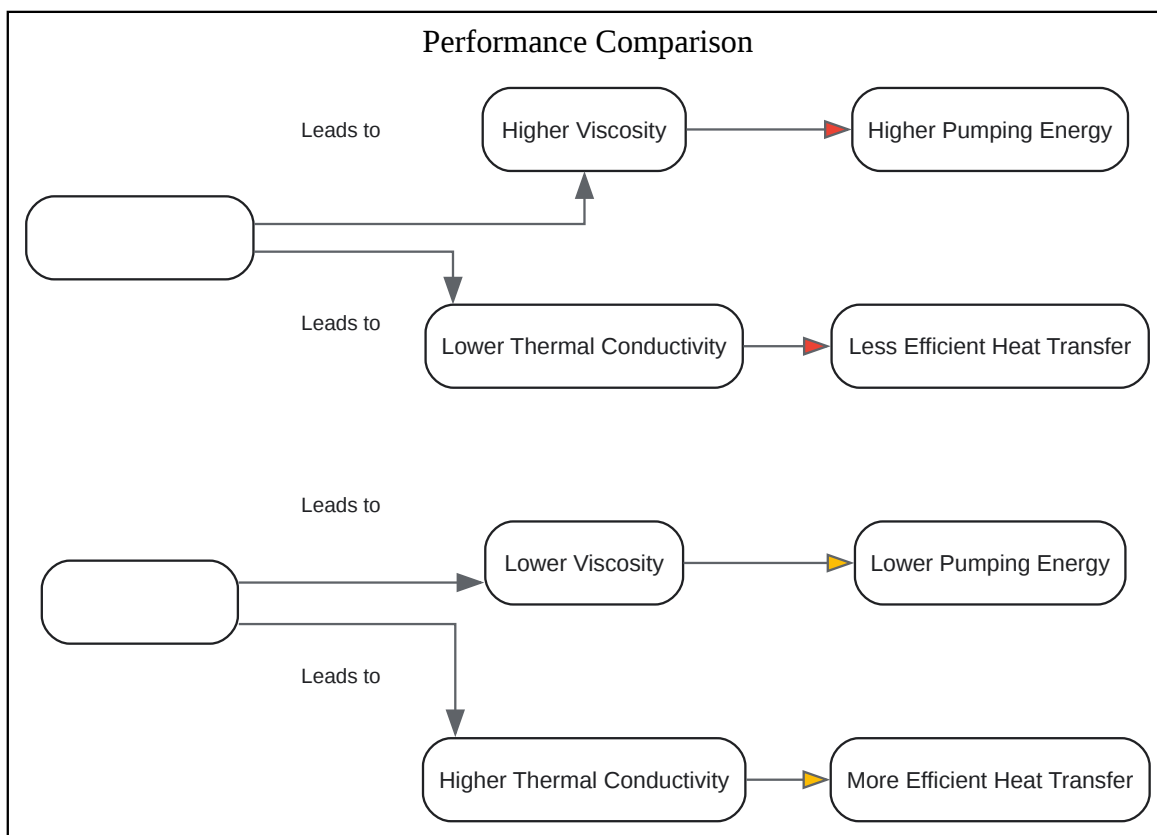 Performance Comparison
Leads to
Higher Viscosity
Higher Pumping Energy
Leads to
Lower Thermal Conductivity
Less Efficient Heat Transfer
Leads to
Lower Viscosity
Lower Pumping Energy
Leads to
Higher Thermal Conductivity
More Efficient Heat Transfer